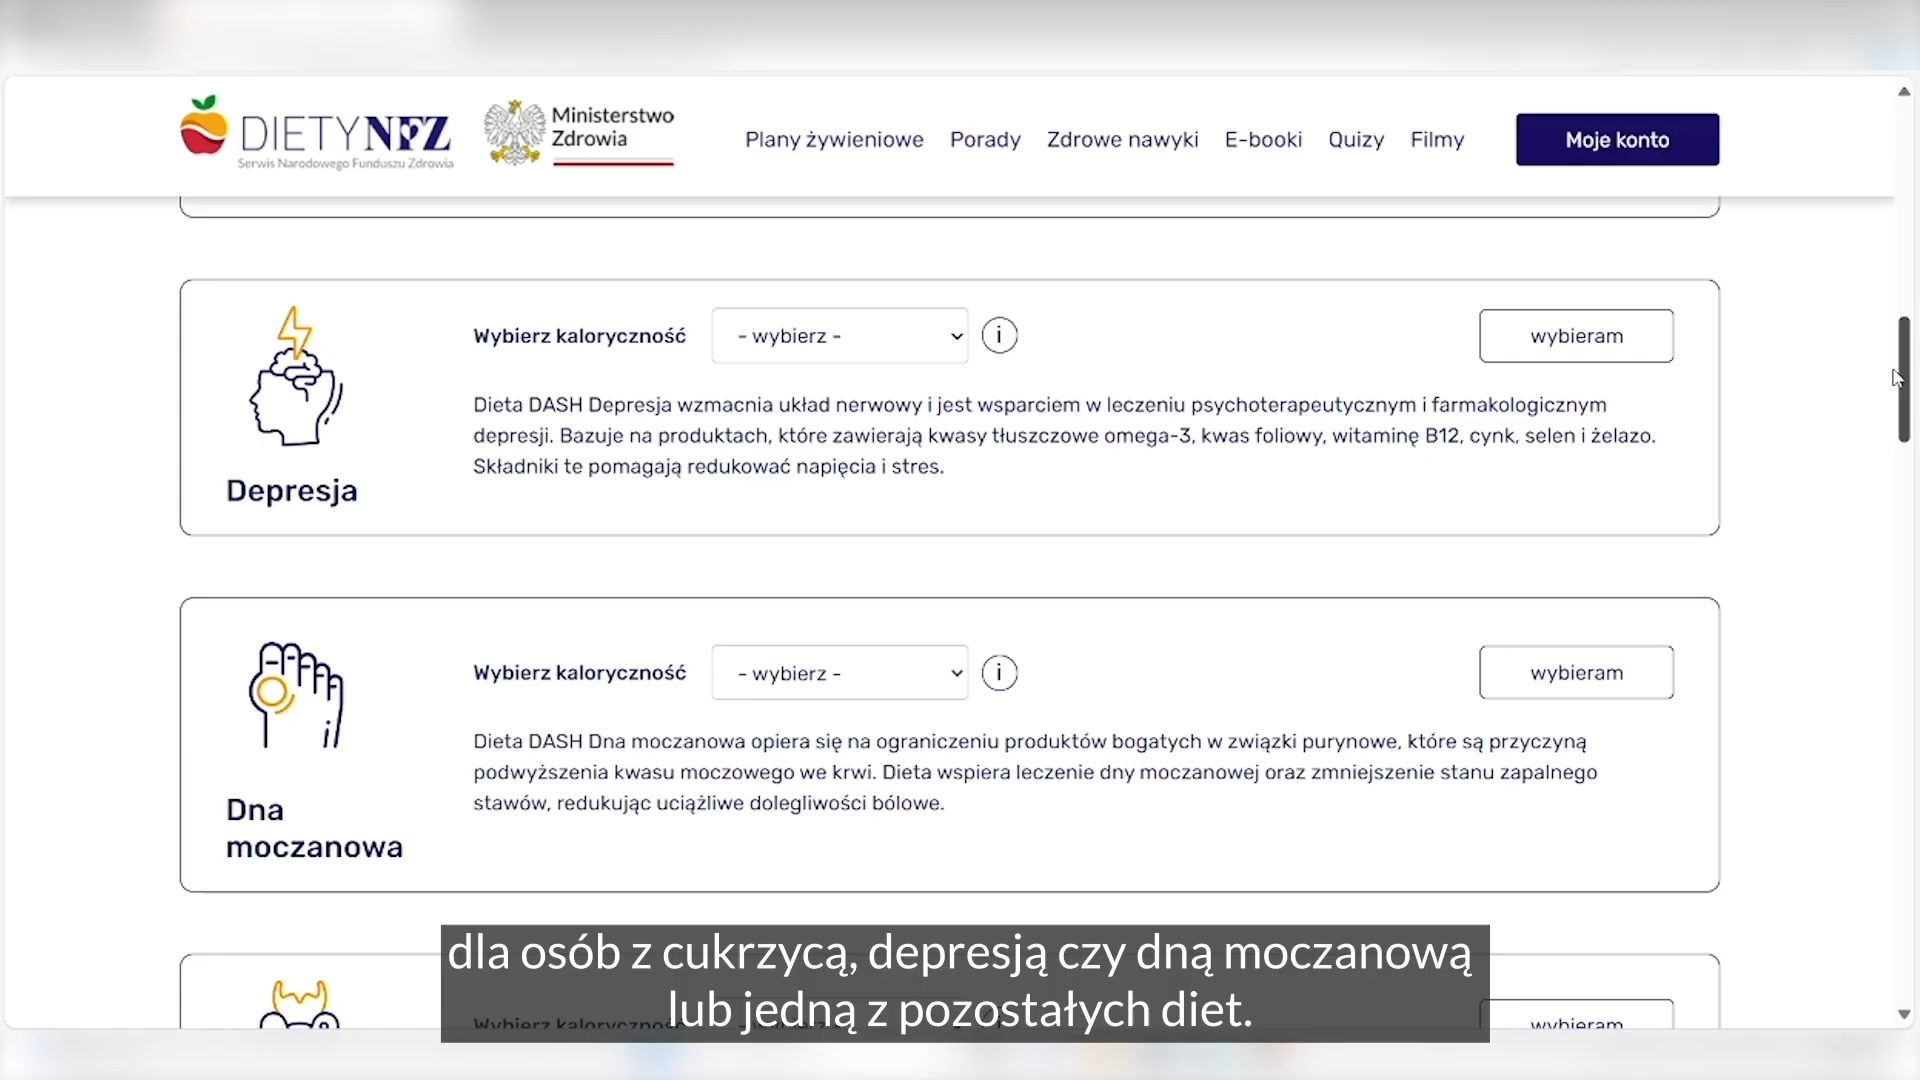 DIETY NFZ
Serwis Narodowego Funduszu Zdrowia
Ministerstwo
Zdrowia
Plany żywieniowe Porady Zdrowe nawyki E-booki Quizy Filmy Moje konto
Wybierz kaloryczność - wybierz - i wybieram
Dieta DASH Depresja wzmacnia układ nerwowy i jest wsparciem w leczeniu psychoterapeutycznym i farmakologicznym
depresji. Bazuje na produktach, które zawierają kwasy tłuszczowe omega-3, kwas foliowy, witaminę B12, cynk, selen i żelazo.
Składniki te pomagają redukować napięcia i stres.
Depresja
Wybierz kaloryczność - wybierz - i wybieram
Dieta DASH Dna moczanowa opiera się na ograniczeniu produktów bogatych w związki purynowe, które są przyczyną
podwyższenia kwasu moczowego we krwi. Dieta wspiera leczenie dny moczanowej oraz zmniejszenie stanu zapalnego
stawów, redukując uciążliwe dolegliwości bólowe.
Dna
moczanowa
dla osób z cukrzycą, depresją czy dną moczanową
lub jedną z pozostałych diet.
Wybierz kaloryczność wybieram